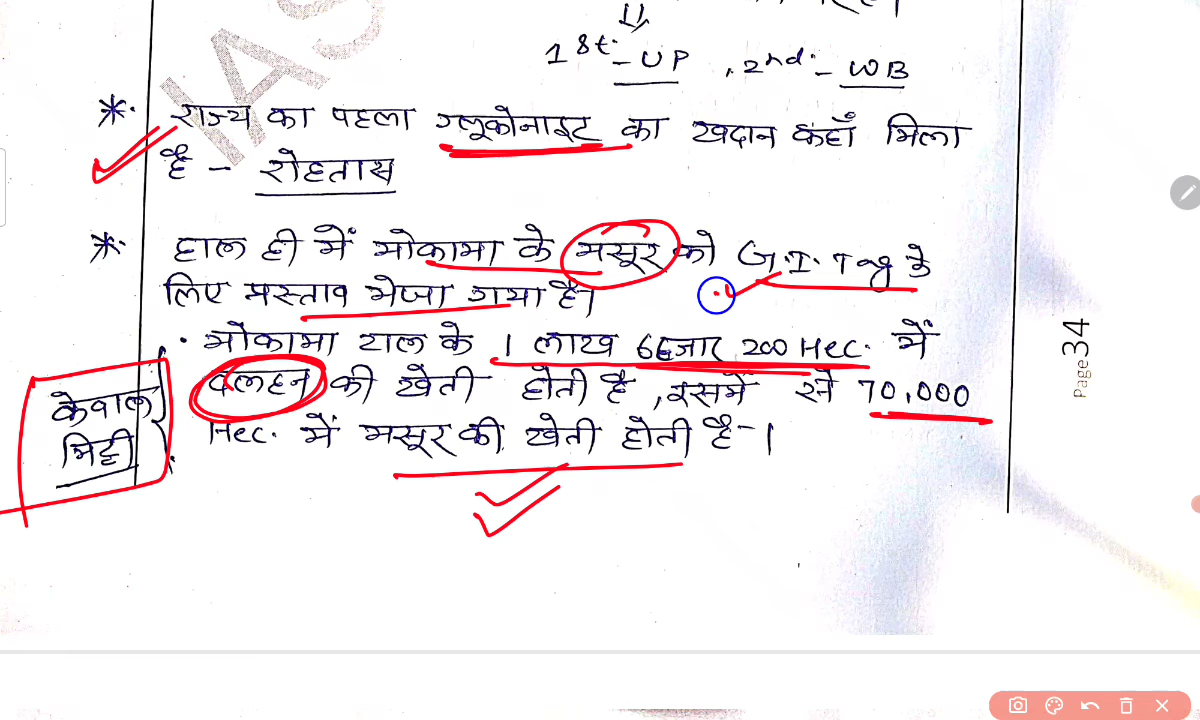 IAS
1st - UP , 2nd - WB
*. राज्य का पहला ग्लूकोनाइट का खदान कहाँ मिला
है - रोहतास
*. हाल ही में मोकामा के मसूर को G.I. Tag के
लिए प्रस्ताव भेजा गया है।
• मोकामा टाल के 1 लाख 6हजार 200 Hec. में
दलहन की खेती होती है, इसमें से 70,000
Hec. में मसूर की खेती होती है-।
केवाल
मिट्टी
Page 34